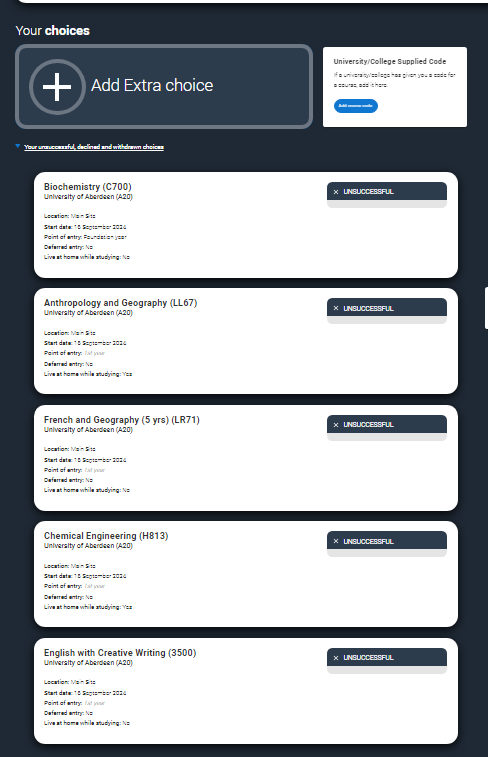 Your choices
Add Extra choice
University/College Supplied Code
If a university/college has given you a code for
a course, add it here.
Add course code
Your unsuccessful, declined and withdrawn choices
Biochemistry (C700)
UNSUCCESSFUL
University of Aberdeen (A20)
Location: Main Site
Start date: 16 September 2024
Point of entry: Foundation year
Deferred entry: No
Live at home while studying: No
Anthropology and Geography (LL67)
UNSUCCESSFUL
University of Aberdeen (A20)
Location: Main Site
Start date: 16 September 2024
Point of entry: 1st year
Deferred entry: No
Live at home while studying: Yes
French and Geography (5 yrs) (LR71)
UNSUCCESSFUL
University of Aberdeen (A20)
Location: Main Site
Start date: 16 September 2024
Point of entry: 1st year
Deferred entry: No
Live at home while studying: No
Chemical Engineering (H813)
UNSUCCESSFUL
University of Aberdeen (A20)
Location: Main Site
Start date: 16 September 2024
Point of entry: 1st year
Deferred entry: No
Live at home while studying: Yes
English with Creative Writing (3500)
UNSUCCESSFUL
University of Aberdeen (A20)
Location: Main Site
Start date: 16 September 2024
Point of entry: 1st year
Deferred entry: No
Live at home while studying: No